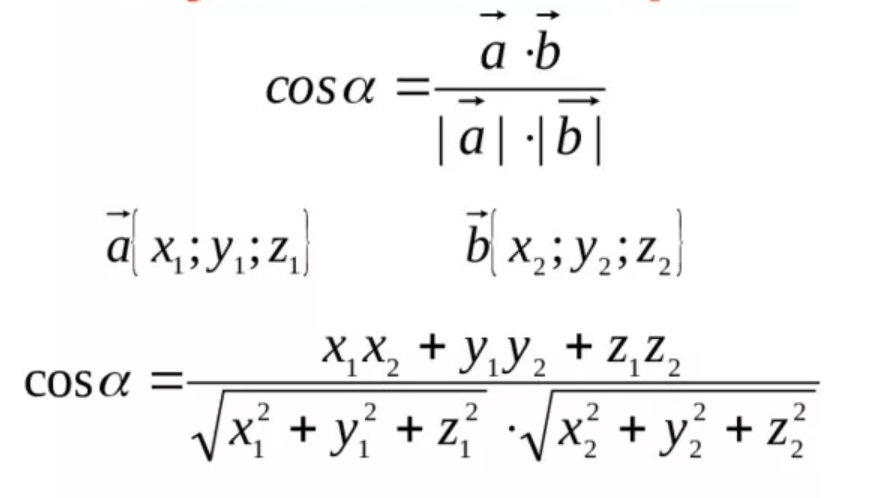 cos α = (a⃗ · b⃗) / (|a⃗| · |b⃗|)
a⃗{x₁; y₁; z₁} b⃗{x₂; y₂; z₂}
cos α = (x₁x₂ + y₁y₂ + z₁z₂) / (√(x₁² + y₁² + z₁²) · √(x₂² + y₂² + z₂²))